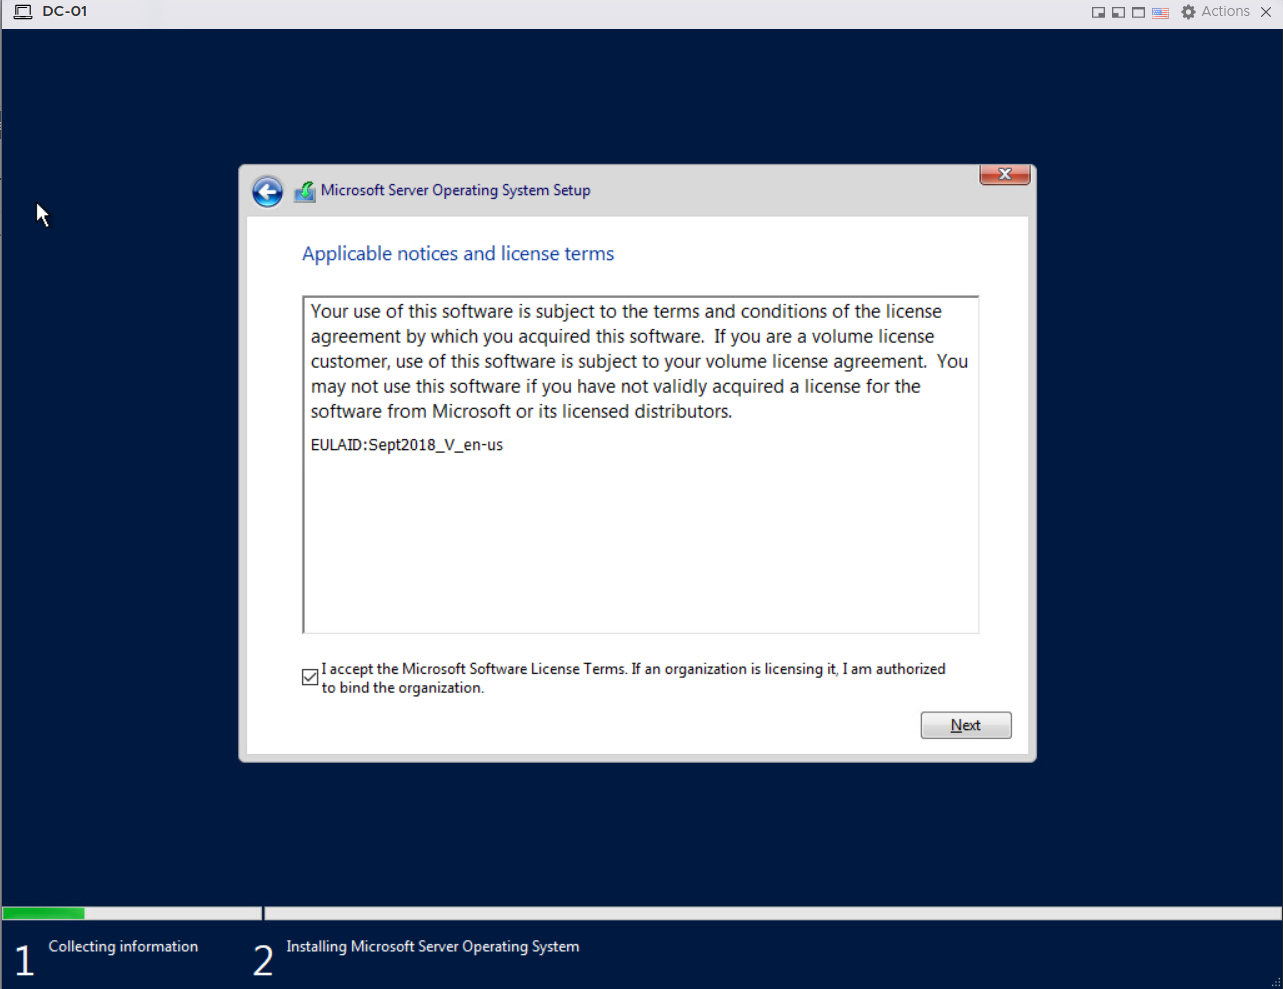 DC-01
Actions
Microsoft Server Operating System Setup
Applicable notices and license terms
Your use of this software is subject to the terms and conditions of the license
agreement by which you acquired this software.  If you are a volume license
customer, use of this software is subject to your volume license agreement.  You
may not use this software if you have not validly acquired a license for the
software from Microsoft or its licensed distributors.
EULAID:Sept2018_V_en-us
I accept the Microsoft Software License Terms. If an organization is licensing it, I am authorized
to bind the organization.
Next
1 Collecting information
2 Installing Microsoft Server Operating System